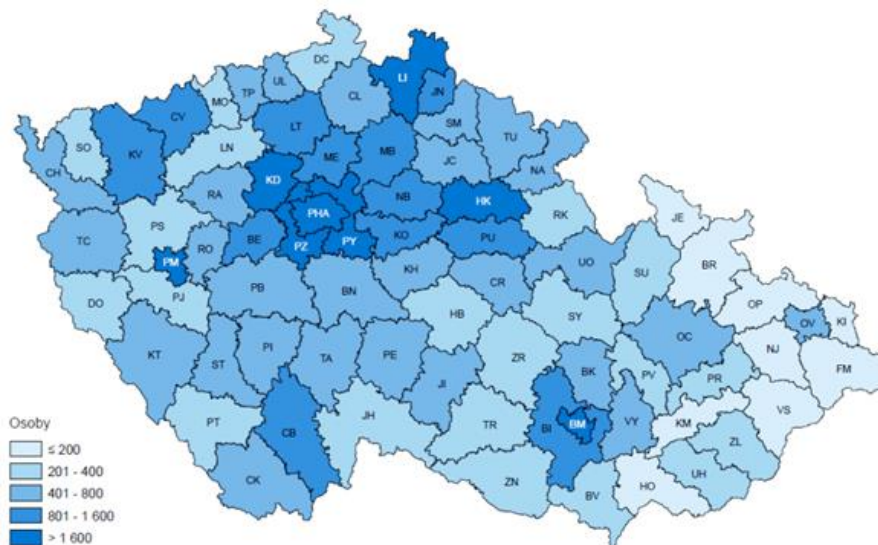 DC
LI
UL
TP
MO
CL
JN
CV
SM
LT
TU
SO
KV
LN
ME
MB
JC
NA
CH
KD
RA
NB
HK
PHA
RK
JE
TC
PS
RO
BE
PZ
PY
KO
PU
BR
PM
KH
UO
SU
PJ
PB
BN
CR
OP
DO
HB
SY
OC
OV
KI
KT
ST
PI
TA
PE
ZR
NJ
FM
JI
BK
PV
PR
PT
CB
JH
TR
BI
BM
VY
KM
VS
ZL
CK
ZN
UH
HO
BV
Osoby
≤ 200
201 - 400
401 - 800
801 - 1 600
> 1 600